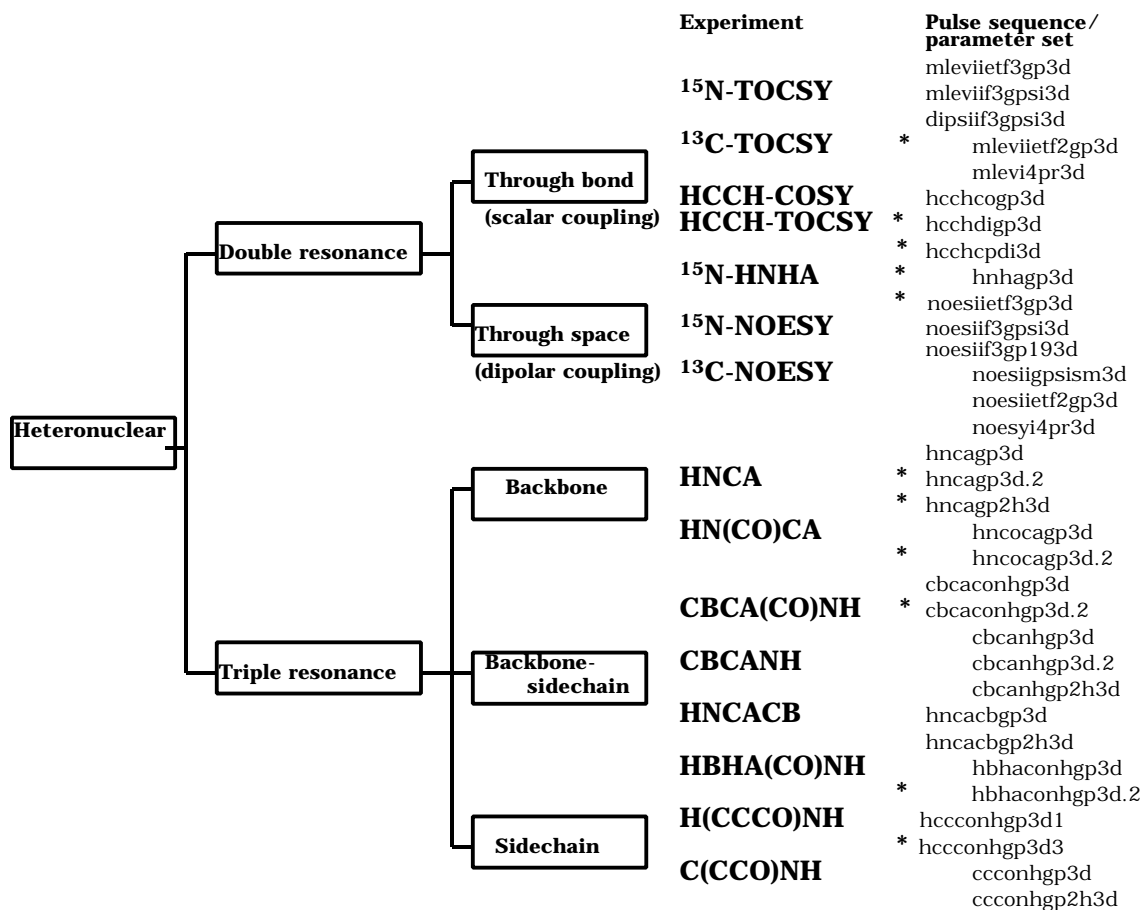 Experiment Pulse sequence/
parameter set
mleviietf3gp3d
¹⁵N-TOCSY mleviif3gpsi3d
dipsiif3gpsi3d
¹³C-TOCSY * mleviietf2gp3d
Through bond mlevi4pr3d
HCCH-COSY hcchcogp3d
(scalar coupling) HCCH-TOCSY * hcchdigp3d
Double resonance * hcchcpdi3d
¹⁵N-HNHA * hnhagp3d
* noesiietf3gp3d
Through space ¹⁵N-NOESY noesiif3gpsi3d
noesiif3gp193d
(dipolar coupling) ¹³C-NOESY noesiigpsism3d
noesiietf2gp3d
Heteronuclear noesyi4pr3d
hncagp3d
Backbone HNCA * hncagp3d.2
* hncagp2h3d
HN(CO)CA hncocagp3d
* hncocagp3d.2
cbcaconhgp3d
CBCA(CO)NH * cbcaconhgp3d.2
cbcanhgp3d
Triple resonance Backbone- CBCANH cbcanhgp3d.2
sidechain cbcanhgp2h3d
HNCACB hncacbgp3d
hncacbgp2h3d
HBHA(CO)NH hbhaconhgp3d
* hbhaconhgp3d.2
H(CCCO)NH hccconhgp3d1
Sidechain * hccconhgp3d3
C(CCO)NH ccconhgp3d
ccconhgp2h3d